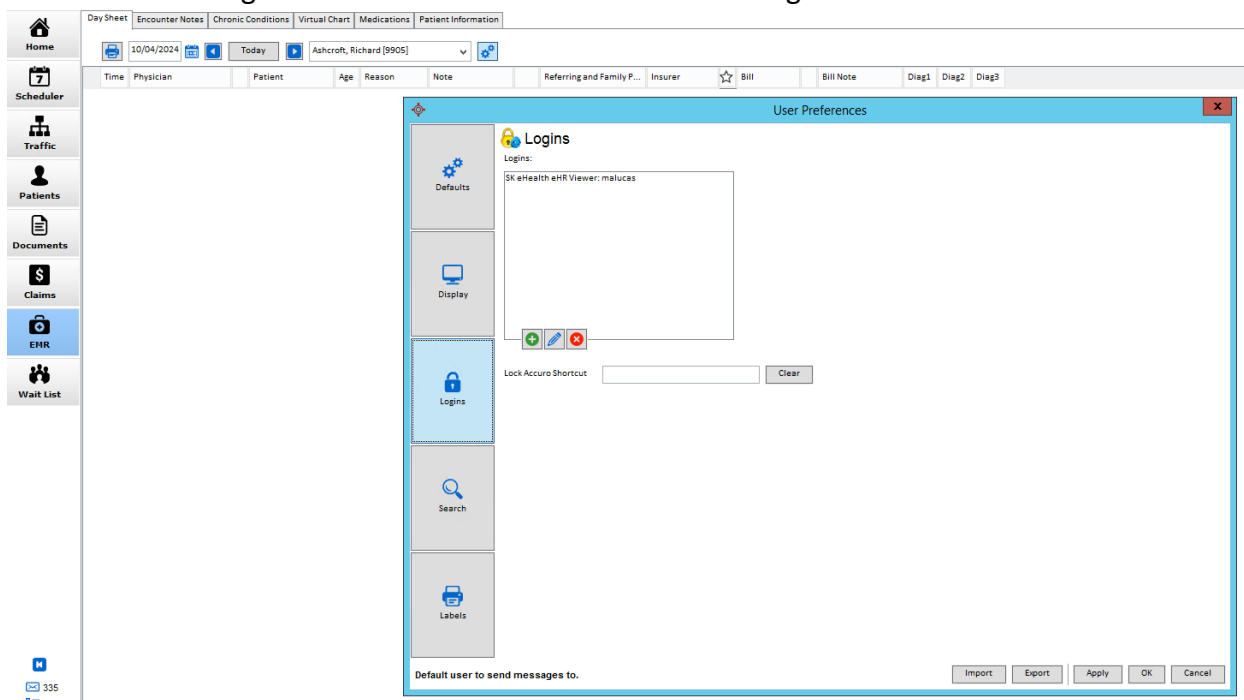 Day Sheet Encounter Notes Chronic Conditions Virtual Chart Medications Patient Information
Home
10/04/2024 Today Ashcroft, Richard [9905]
Time Physician Patient Age Reason Note Referring and Family P... Insurer Bill Bill Note Diag1 Diag2 Diag3
7
Scheduler
Traffic
Patients
Documents
$
Claims
EMR
Wait List
335
User Preferences
x
Defaults
Display
Logins
Search
Labels
Logins
Logins:
SK eHealth eHR Viewer: malucas
Lock Accuro Shortcut Clear
Default user to send messages to.
Import Export Apply OK Cancel